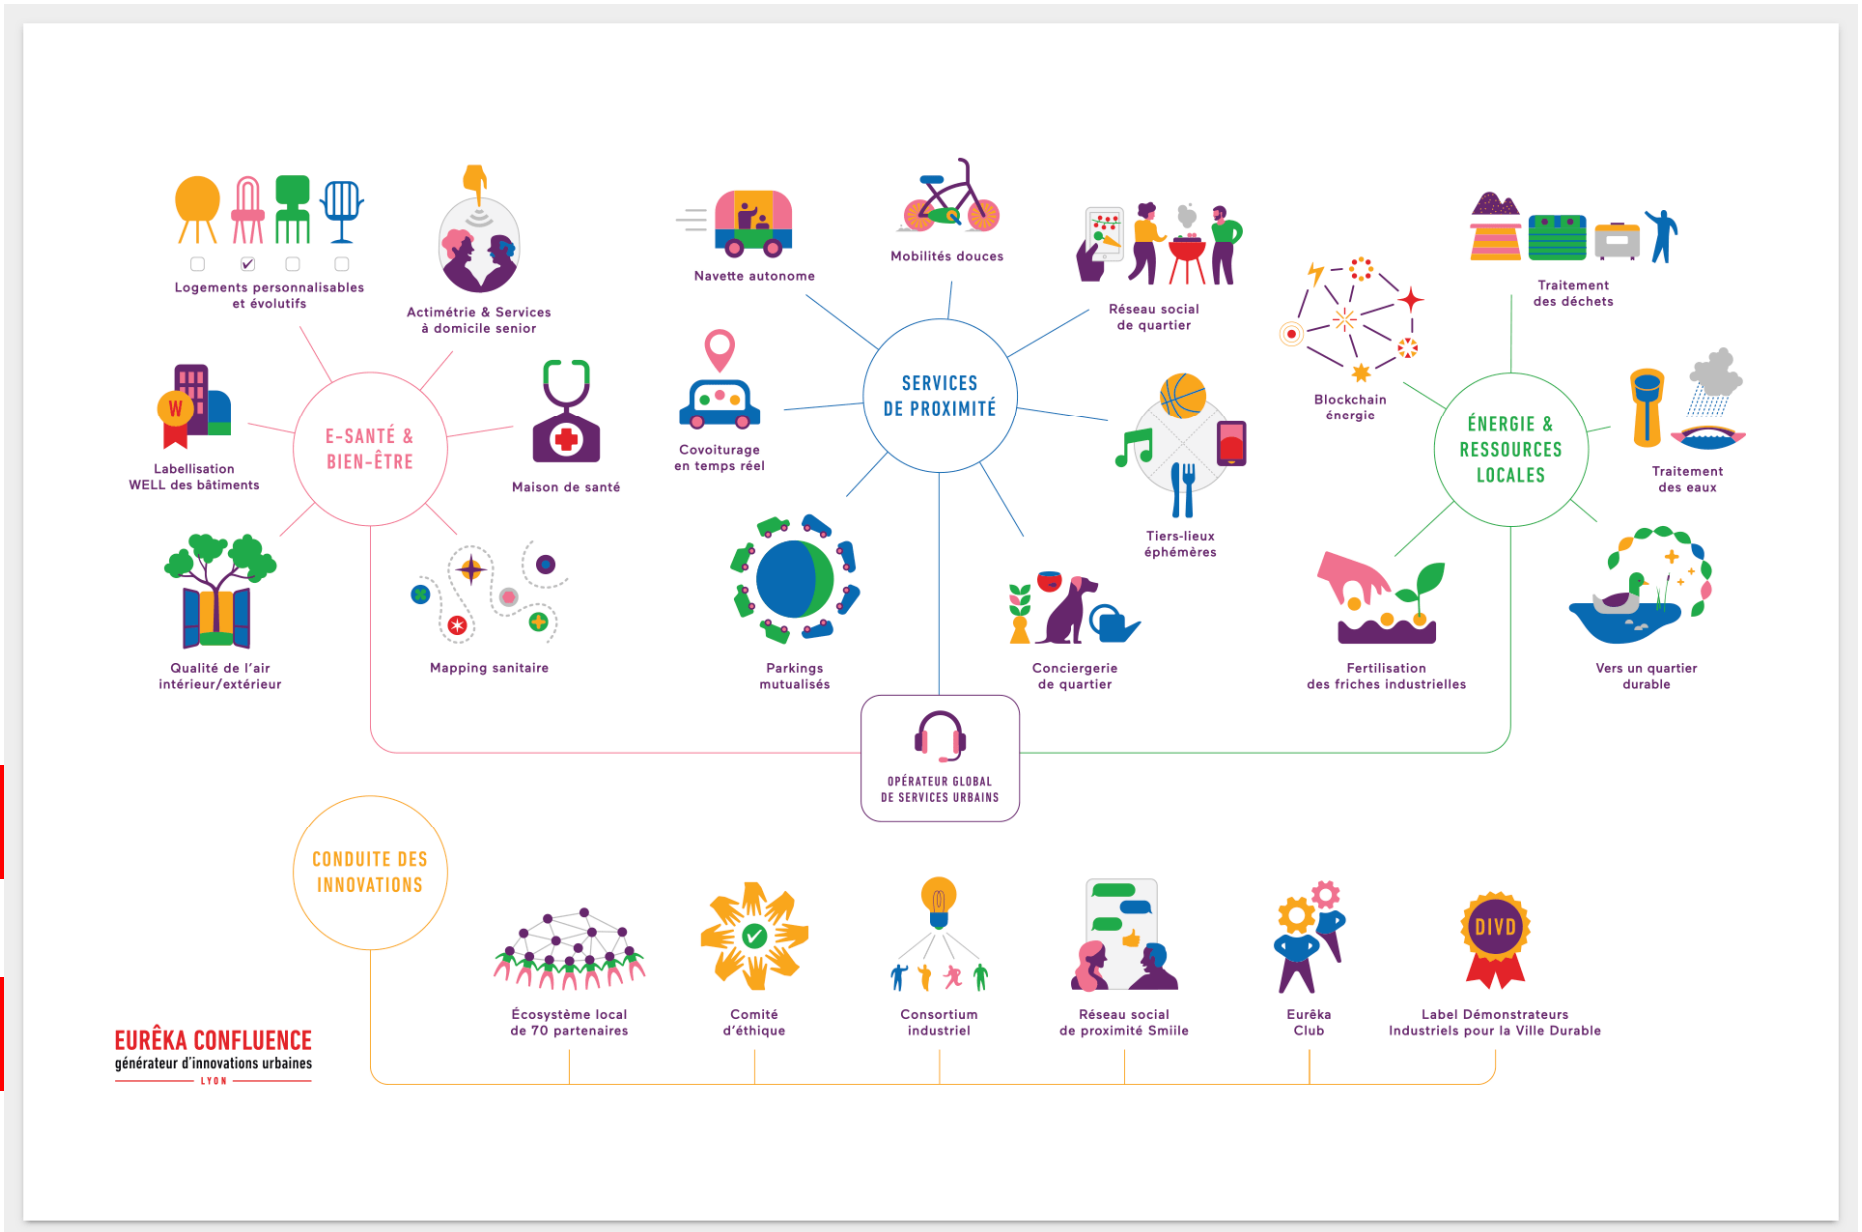 Logements personnalisables
et évolutifs
Actimétrie & Services
à domicile senior
W
Labellisation
WELL des bâtiments
E-SANTÉ &
BIEN-ÊTRE
Maison de santé
Qualité de l'air
intérieur/extérieur
Mapping sanitaire
Navette autonome
Mobilités douces
Réseau social
de quartier
Covoiturage
en temps réel
SERVICES
DE PROXIMITÉ
Tiers-lieux
éphémères
Parkings
mutualisés
Conciergerie
de quartier
Traitement
des déchets
Blockchain
énergie
ÉNERGIE &
RESSOURCES
LOCALES
Traitement
des eaux
Fertilisation
des friches industrielles
Vers un quartier
durable
OPÉRATEUR GLOBAL
DE SERVICES URBAINS
CONDUITE DES
INNOVATIONS
Écosystème local
de 70 partenaires
Comité
d'éthique
Consortium
industriel
Réseau social
de proximité Smiile
Eurêka
Club
DIVD
Label Démonstrateurs
Industriels pour la Ville Durable
EURÊKA CONFLUENCE
générateur d'innovations urbaines
LYON